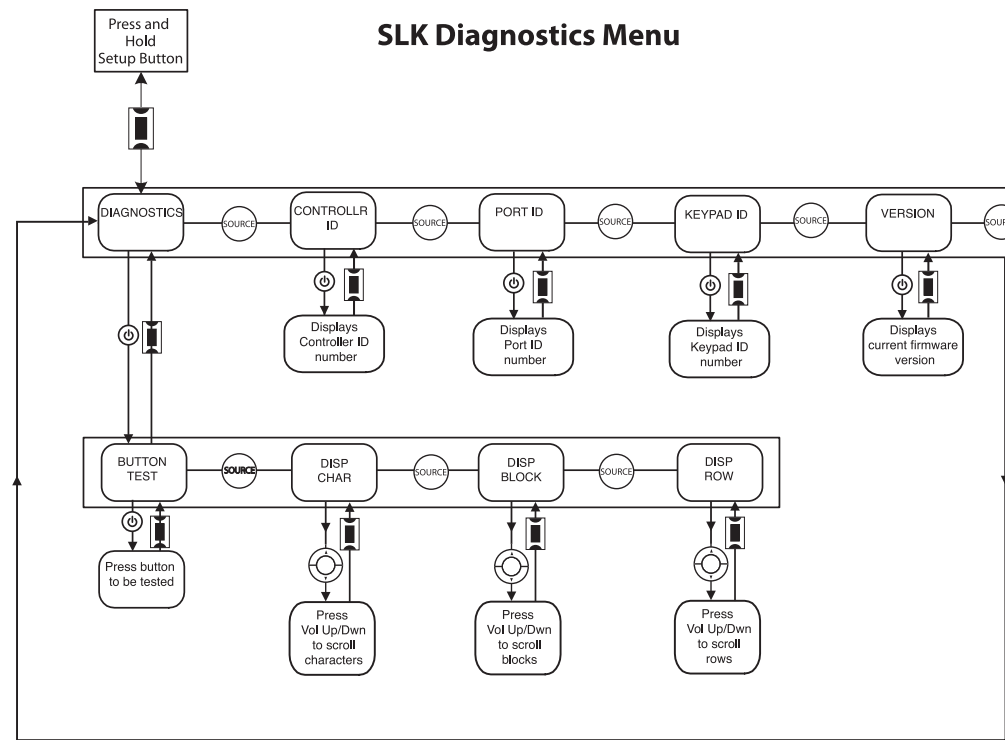 SLK Diagnostics Menu
Press and
Hold
Setup Button
DIAGNOSTICS
SOURCE
CONTROLLR
ID
SOURCE
PORT ID
SOURCE
KEYPAD ID
SOURCE
VERSION
SOUR
Displays
Controller ID
number
Displays
Port ID
number
Displays
Keypad ID
number
Displays
current firmware
version
BUTTON
TEST
SOURCE
DISP
CHAR
SOURCE
DISP
BLOCK
SOURCE
DISP
ROW
Press button
to be tested
Press
Vol Up/Dwn
to scroll
characters
Press
Vol Up/Dwn
to scroll
blocks
Press
Vol Up/Dwn
to scroll
rows